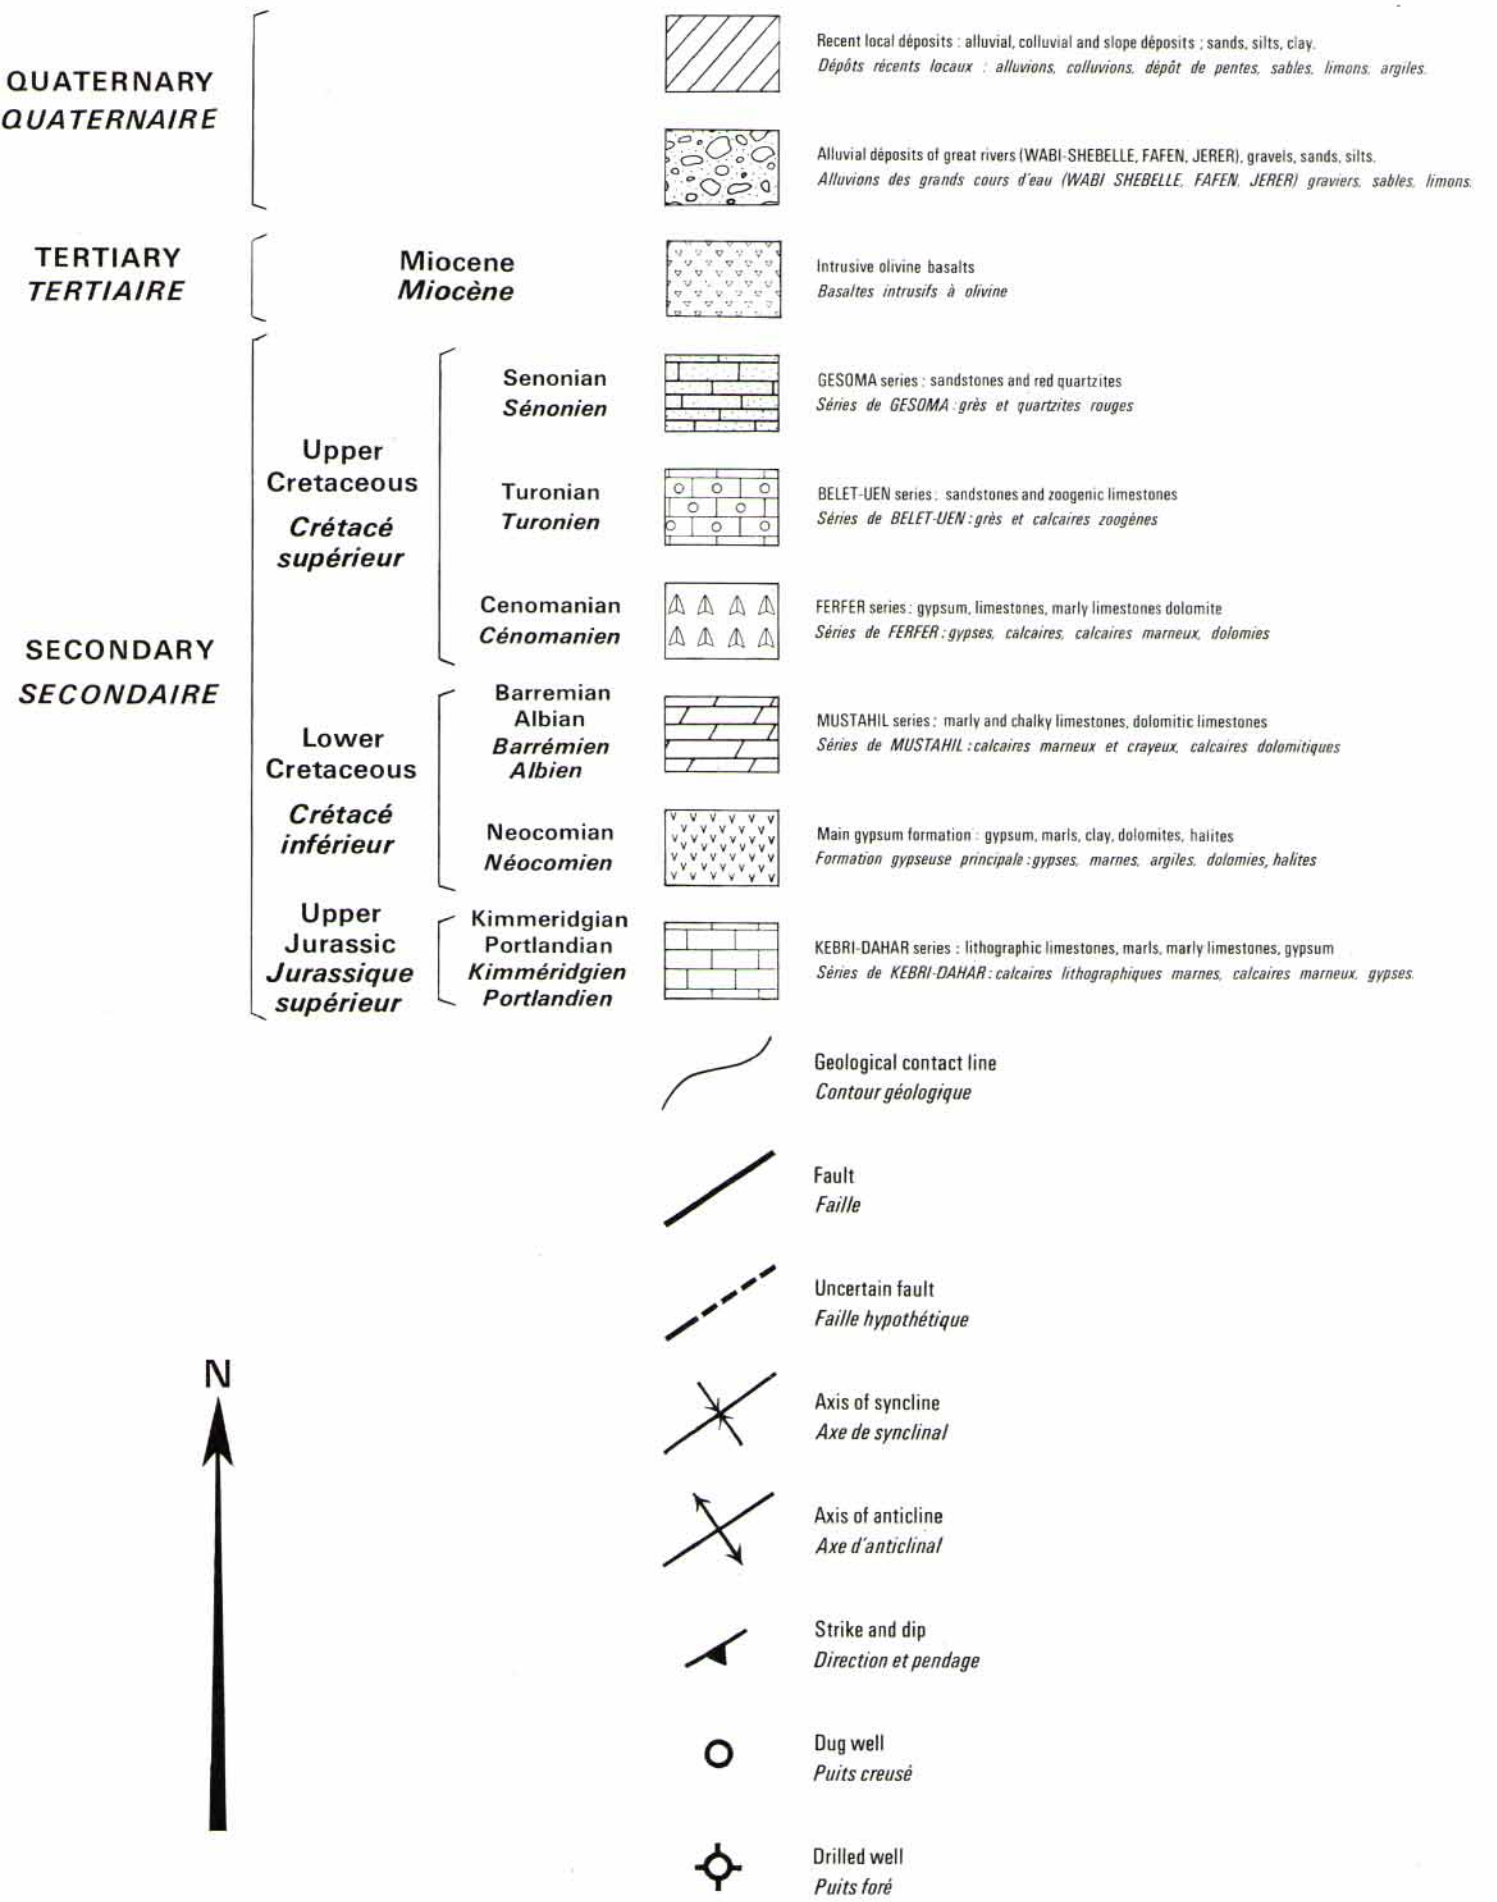 QUATERNARY
QUATERNAIRE
Recent local déposits : alluvial, colluvial and slope déposits ; sands, silts, clay.
Dépôts récents locaux : alluvions, colluvions, dépôt de pentes, sables, limons, argiles.
Alluvial déposits of great rivers (WABI-SHEBELLE, FAFEN, JERER), gravels, sands, silts.
Alluvions des grands cours d'eau (WABI SHEBELLE, FAFEN, JERER) graviers, sables, limons.
TERTIARY
TERTIAIRE
Miocene
Miocène
Intrusive olivine basalts
Basaltes intrusifs à olivine
SECONDARY
SECONDAIRE
Upper
Cretaceous
Crétacé
supérieur
Senonian
Sénonien
GESOMA series : sandstones and red quartzites
Séries de GESOMA : grès et quartzites rouges
Turonian
Turonien
BELET-UEN series : sandstones and zoogenic limestones
Séries de BELET-UEN : grès et calcaires zoogènes
Cenomanian
Cénomanien
FERFER series : gypsum, limestones, marly limestones dolomite
Séries de FERFER : gypses, calcaires, calcaires marneux, dolomies
Lower
Cretaceous
Crétacé
inférieur
Barremian
Albian
Barrémien
Albien
MUSTAHIL series : marly and chalky limestones, dolomitic limestones
Séries de MUSTAHIL : calcaires marneux et crayeux, calcaires dolomitiques
Neocomian
Néocomien
Main gypsum formation : gypsum, marls, clay, dolomites, halites
Formation gypseuse principale : gypses, marnes, argiles, dolomies, halites
Upper
Jurassic
Jurassique
supérieur
Kimmeridgian
Portlandian
Kimméridgien
Portlandien
KEBRI-DAHAR series : lithographic limestones, marls, marly limestones, gypsum
Séries de KEBRI-DAHAR : calcaires lithographiques marnes, calcaires marneux, gypses.
Geological contact line
Contour géologique
Fault
Faille
Uncertain fault
Faille hypothétique
Axis of syncline
Axe de synclinal
Axis of anticline
Axe d'anticlinal
Strike and dip
Direction et pendage
Dug well
Puits creusé
Drilled well
Puits foré
N